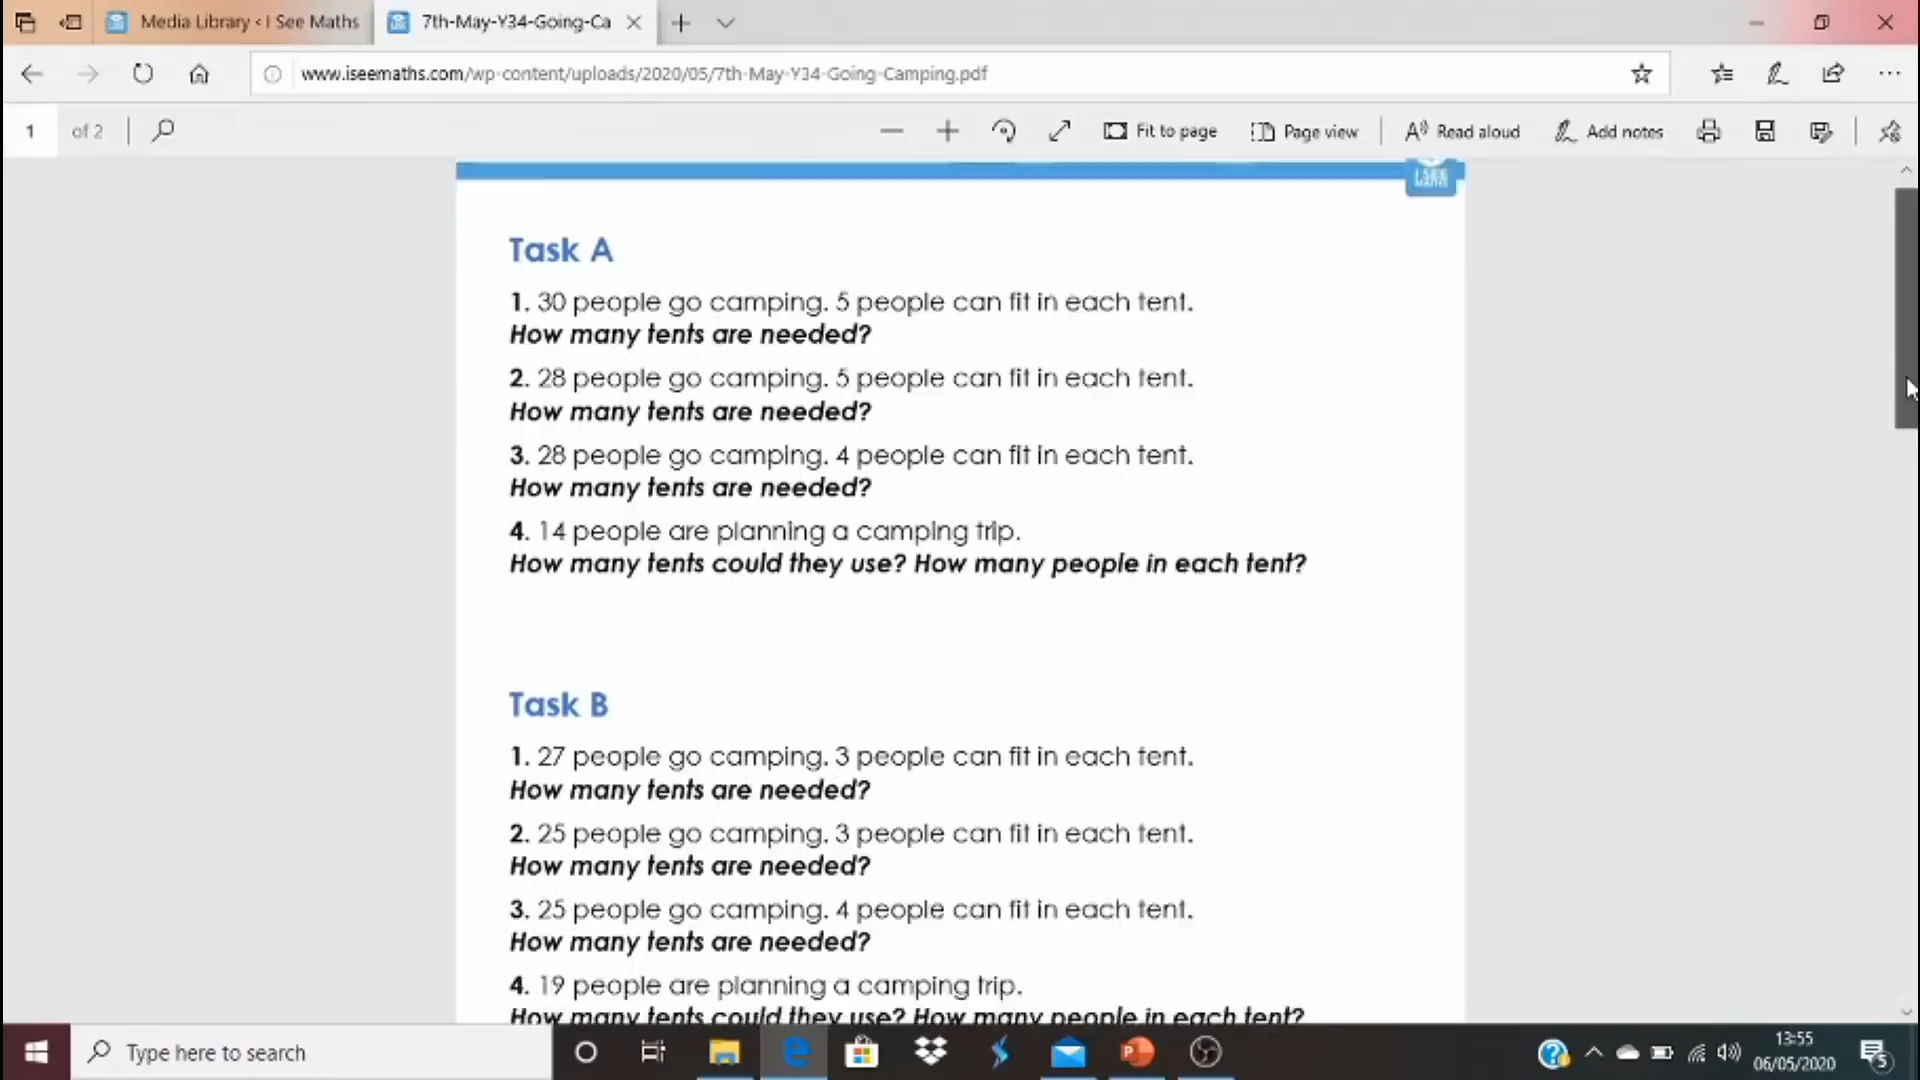 Media Library ‹ I See Maths
7th-May-Y34-Going-Ca
www.iseemaths.com/wp-content/uploads/2020/05/7th-May-Y34-Going-Camping.pdf
1 of 2
Fit to page
Page view
Read aloud
Add notes
Task A
1. 30 people go camping. 5 people can fit in each tent.
How many tents are needed?
2. 28 people go camping. 5 people can fit in each tent.
How many tents are needed?
3. 28 people go camping. 4 people can fit in each tent.
How many tents are needed?
4. 14 people are planning a camping trip.
How many tents could they use? How many people in each tent?
Task B
1. 27 people go camping. 3 people can fit in each tent.
How many tents are needed?
2. 25 people go camping. 3 people can fit in each tent.
How many tents are needed?
3. 25 people go camping. 4 people can fit in each tent.
How many tents are needed?
4. 19 people are planning a camping trip.
How many tents could they use? How many people in each tent?
Type here to search
13:55
06/05/2020
5